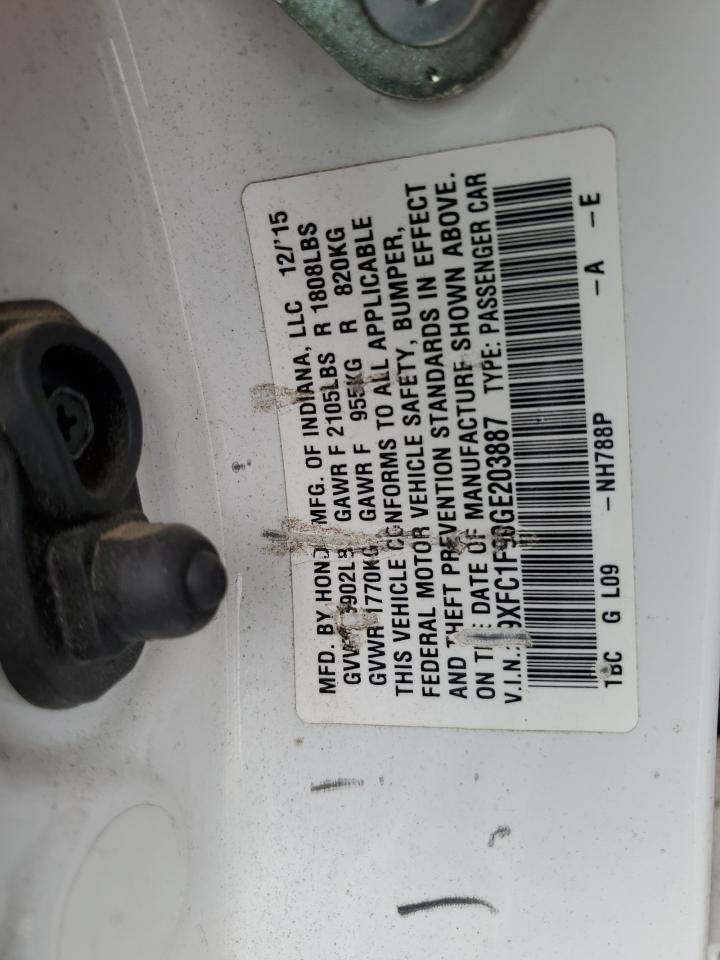 MFD. BY HOND MFG. OF INDIANA, LLC 12/'15
GAWR F 2105LBS R 1808LBS
GVWR 1770KG GAWR F 955KG R 820KG
THIS VEHICLE CONFORMS TO ALL APPLICABLE
FEDERAL MOTOR VEHICLE SAFETY, BUMPER,
AND THEFT PREVENTION STANDARDS IN EFFECT
ON THE DATE OF MANUFACTURE SHOWN ABOVE.
V.I.N.: TYPE: PASSENGER CAR
TBC G L09 -NH788P -A -E